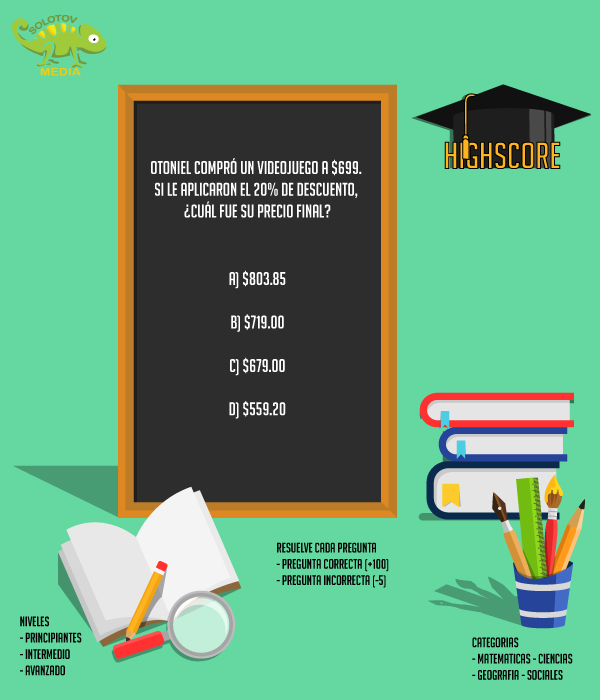 SOLOTOV
MEDIA
OTONIEL COMPRÓ UN VIDEOJUEGO A $699.
SI LE APLICARON EL 20% DE DESCUENTO,
¿CUÁL FUE SU PRECIO FINAL?
A) $803.85
B) $719.00
C) $679.00
D) $559.20
HIGHSCORE
RESUELVE CADA PREGUNTA
- PREGUNTA CORRECTA (+100)
- PREGUNTA INCORRECTA (-5)
NIVELES
- PRINCIPIANTES
- INTERMEDIO
- AVANZADO
CATEGORIAS
- MATEMATICAS - CIENCIAS
- GEOGRAFIA - SOCIALES